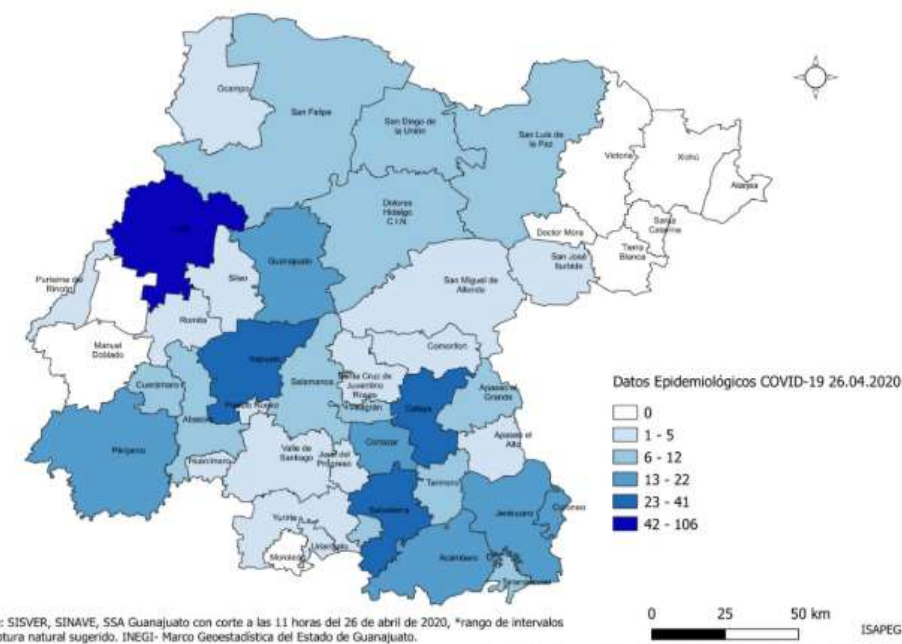 Ocampo
San Felipe
San Diego de
la Unión
San Luis de
la Paz
Victoria
Xichú
Atarjea
Dolores
Hidalgo
C.I.N.
Doctor Mora
Santa
Catarina
Tierra
Blanca
San José
Iturbide
Guanajuato
San Miguel de
Allende
Silao
Purísima del
Rincón
Romita
Manuel
Doblado
Irapuato
Salamanca
Comonfort
Santa Cruz de
Juventino
Rosas
Cuerámaro
Abasolo
Pueblo Nuevo
Villagrán
Celaya
Apaseo el
Grande
Apaseo el
Alto
Cortazar
Pénjamo
Huanímaro
Valle de
Santiago
Jaral del
Progreso
Tarimoro
Salvatierra
Yuriria
Uriangato
Moroleón
Jerécuaro
Coroneo
Acámbaro
Tarandacuao
Datos Epidemiológicos COVID-19 26.04.2020
0
1 - 5
6 - 12
13 - 22
23 - 41
42 - 106
: SISVER, SINAVE, SSA Guanajuato con corte a las 11 horas del 26 de abril de 2020, *rango de intervalos
tura natural sugerido. INEGI- Marco Geoestadística del Estado de Guanajuato.
0 25 50 km
ISAPEG